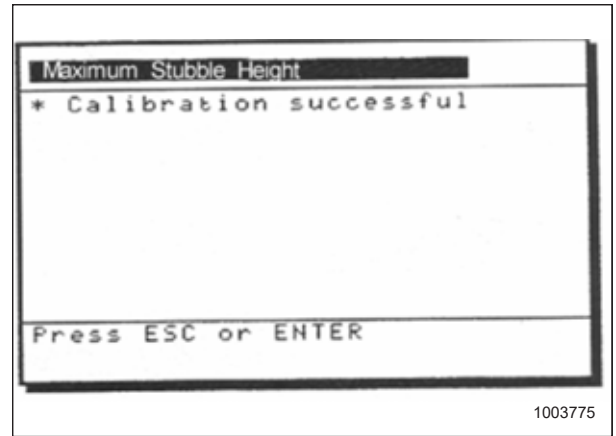 Maximum Stubble Height
* Calibration successful
Press ESC or ENTER
1003775